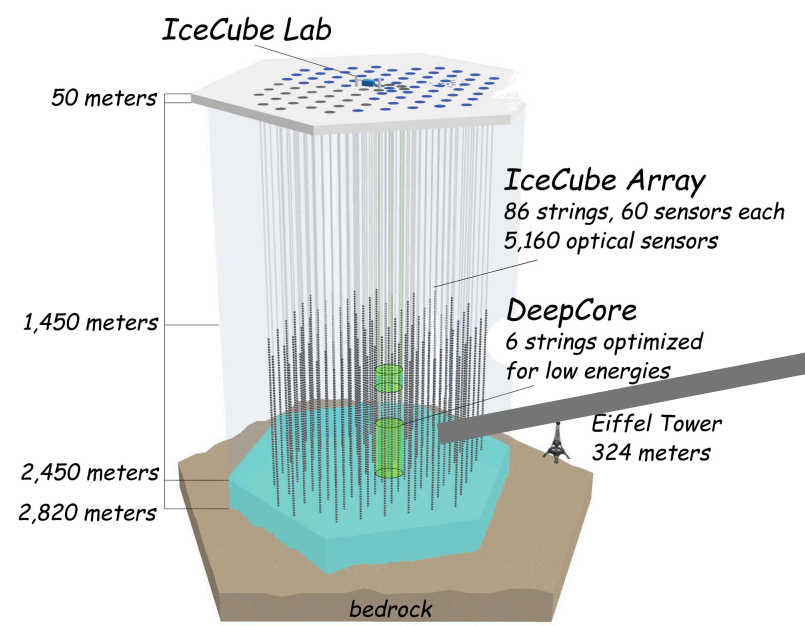 IceCube Lab
50 meters
IceCube Array
86 strings, 60 sensors each
5,160 optical sensors
DeepCore
6 strings optimized
for low energies
1,450 meters
Eiffel Tower
324 meters
2,450 meters
2,820 meters
bedrock